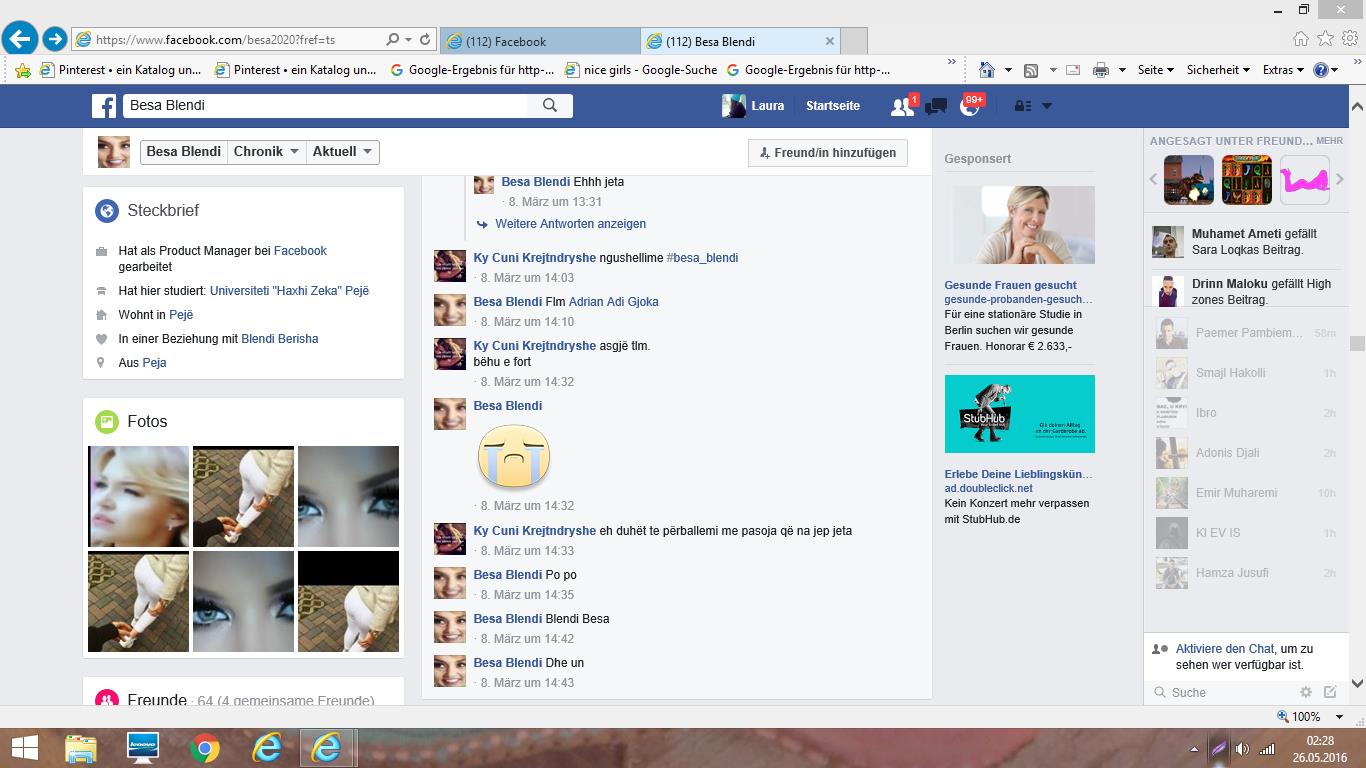 https://www.facebook.com/besa2020?fref=ts
(112) Facebook
(112) Besa Blendi
Pinterest • ein Katalog un...
Pinterest • ein Katalog un...
Google-Ergebnis für http-...
nice girls - Google-Suche
Google-Ergebnis für http-...
Seite
Sicherheit
Extras
Besa Blendi
Laura
Startseite
1
99+
Besa Blendi
Chronik
Aktuell
Freund/in hinzufügen
Steckbrief
Hat als Product Manager bei Facebook
gearbeitet
Hat hier studiert: Universiteti "Haxhi Zeka" Pejë
Wohnt in Pejë
In einer Beziehung mit Blendi Berisha
Aus Peja
Fotos
Freunde · 64 (4 gemeinsame Freunde)
Besa Blendi Ehhh jeta
· 8. März um 13:31
Weitere Antworten anzeigen
Ky Cuni Krejtndryshe ngushellime #besa_blendi
· 8. März um 14:03
Besa Blendi Flm Adrian Adi Gjoka
· 8. März um 14:10
Ky Cuni Krejtndryshe asgjë tlm.
bëhu e fort
· 8. März um 14:32
Besa Blendi
· 8. März um 14:32
Ky Cuni Krejtndryshe eh duhët te përballemi me pasoja që na jep jeta
· 8. März um 14:33
Besa Blendi Po po
· 8. März um 14:35
Besa Blendi Blendi Besa
· 8. März um 14:42
Besa Blendi Dhe un
· 8. März um 14:43
Gesponsert
Gesunde Frauen gesucht
gesunde-probanden-gesuch...
Für eine stationäre Studie in
Berlin suchen wir gesunde
Frauen. Honorar € 2.633,-
StubHub
Gib deinen Alltag
an der Garderobe ab.
Erlebe Deine Lieblingskün...
ad.doubleclick.net
Kein Konzert mehr verpassen
mit StubHub.de
ANGESAGT UNTER FREUND...
MEHR
Muhamet Ameti gefällt
Sara Loqkas Beitrag.
Drinn Maloku gefällt High
zones Beitrag.
Paemer Pambiem... 58m
Smajl Hakolli 1h
Ibro 2h
Adonis Djali 2h
Emir Muharemi 10h
KI EV IS 1h
Hamza Jusufi 2h
Aktiviere den Chat, um zu
sehen wer verfügbar ist.
Suche
100%
lenovo
02:28
26.05.2016